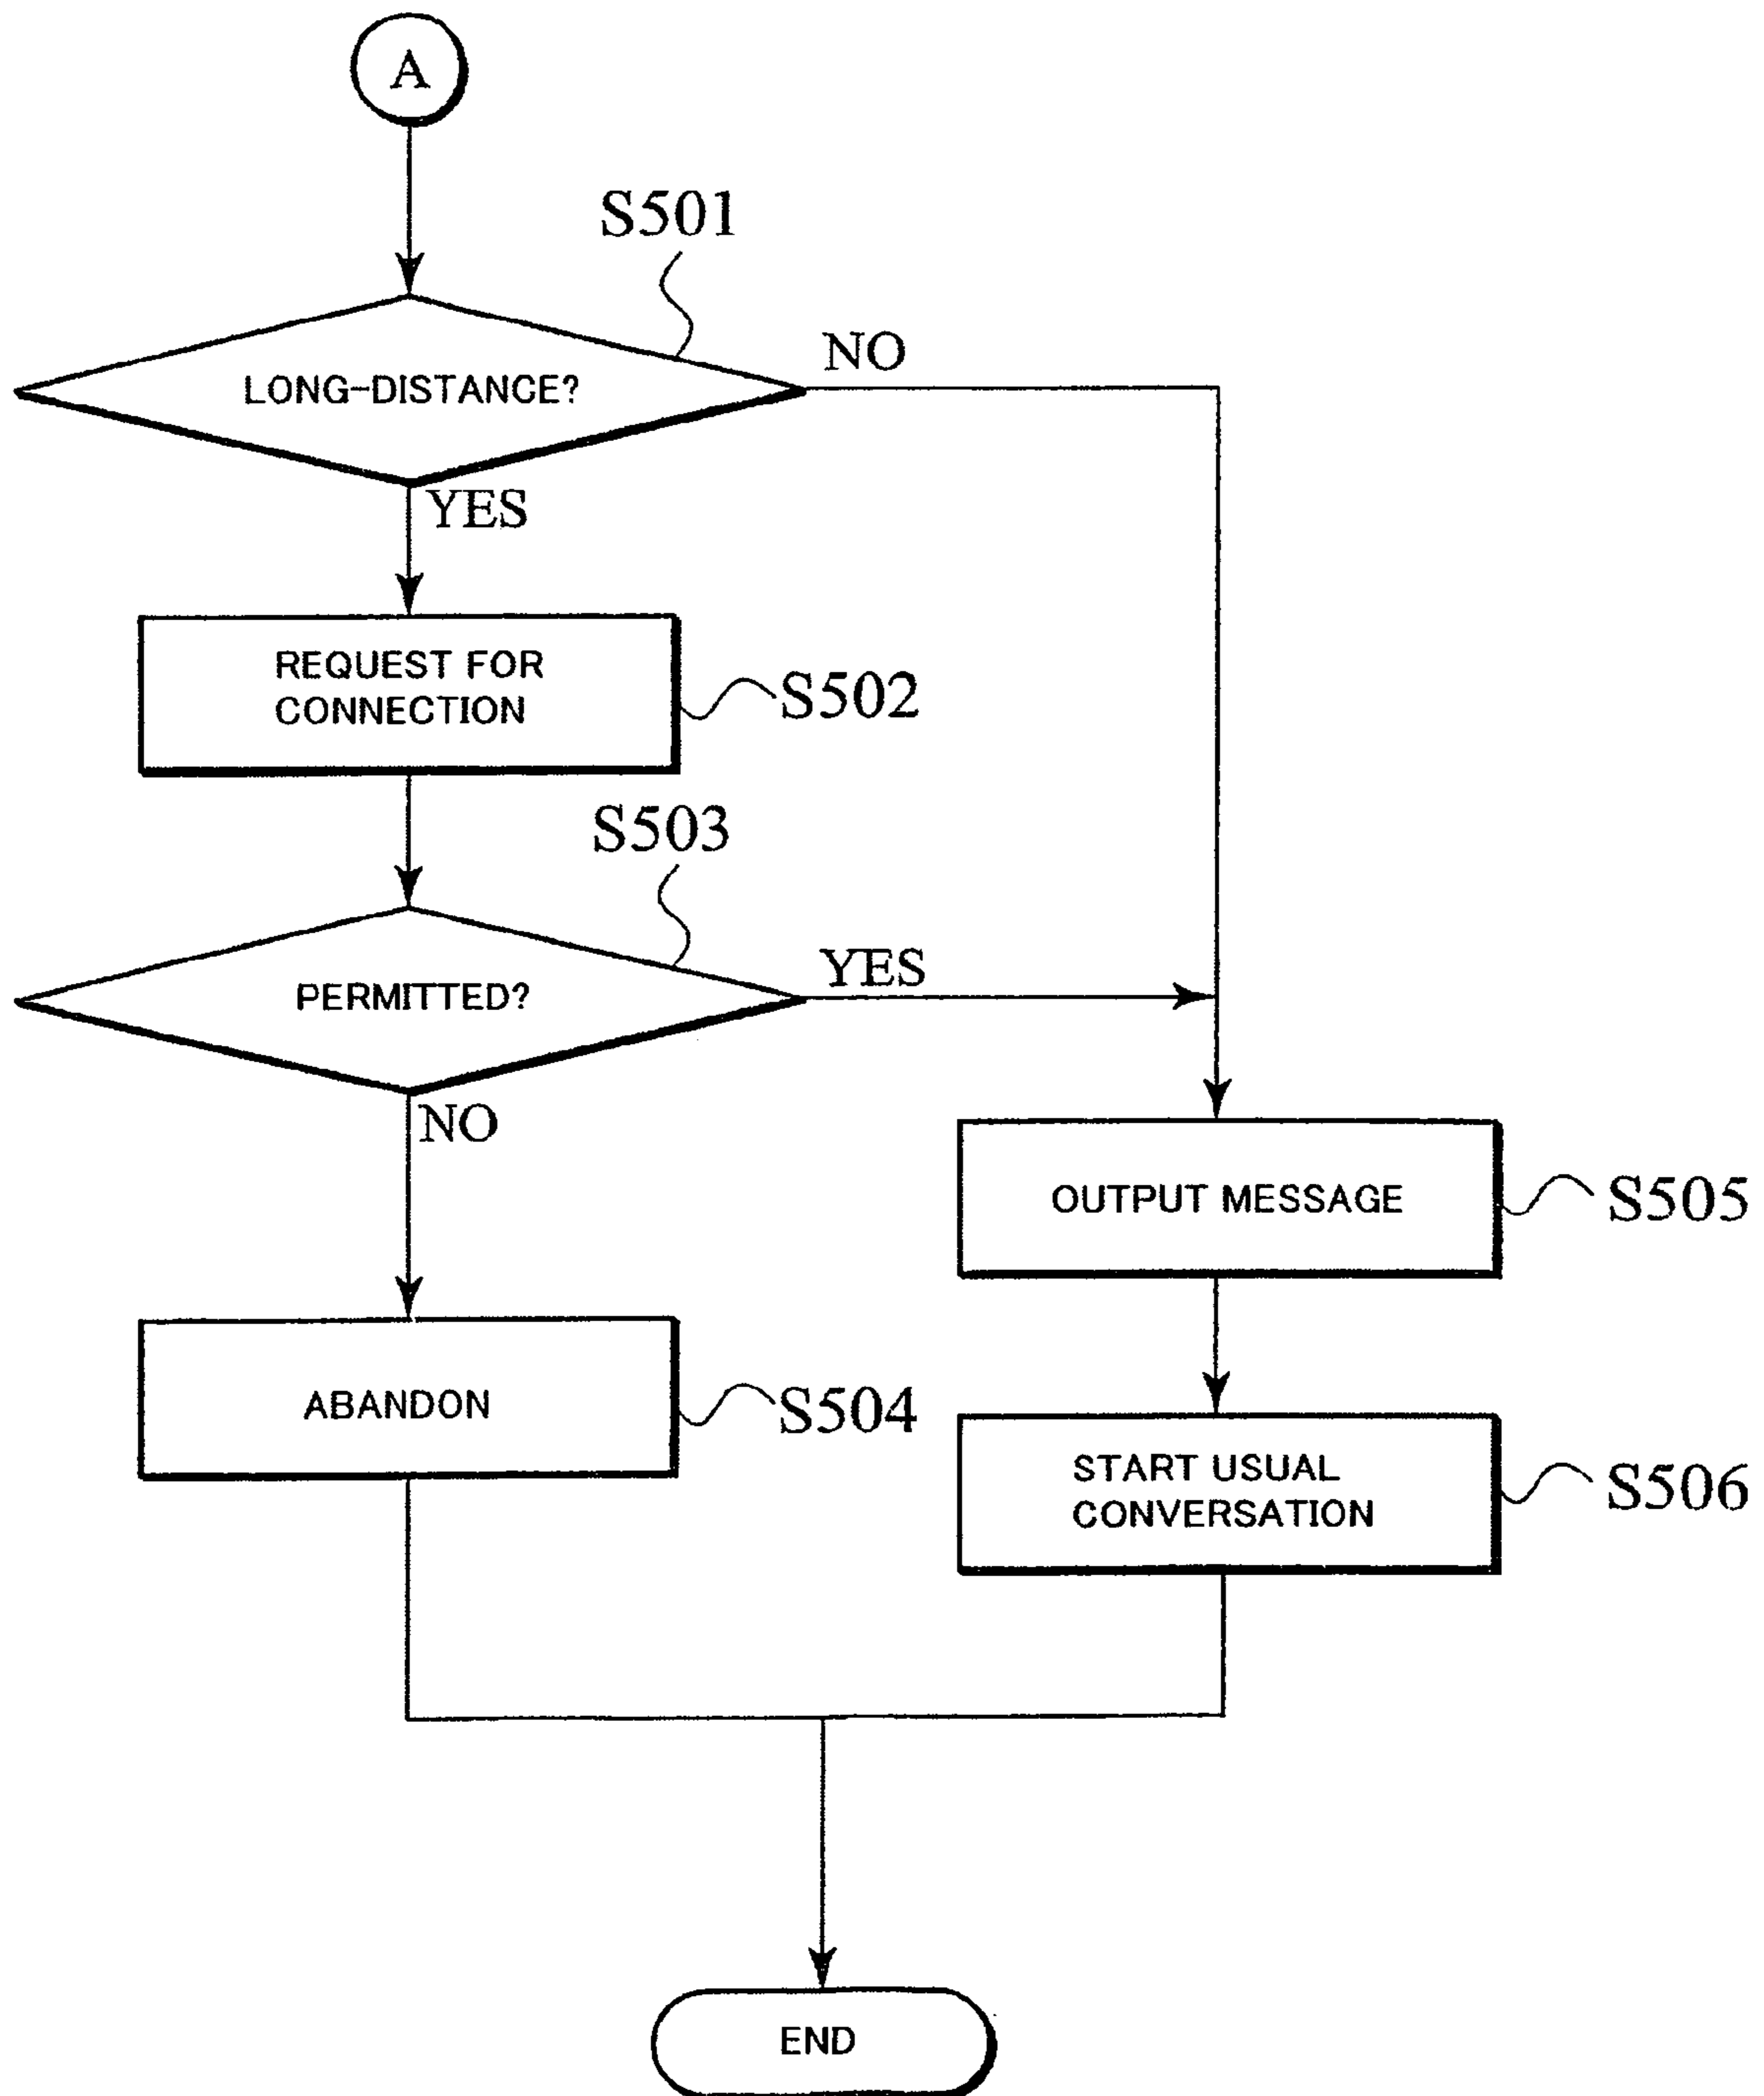 A
S501
LONG-DISTANCE?
NO
YES
REQUEST FOR
CONNECTION
S502
S503
PERMITTED?
YES
NO
OUTPUT MESSAGE
S505
ABANDON
S504
START USUAL
CONVERSATION
S506
END